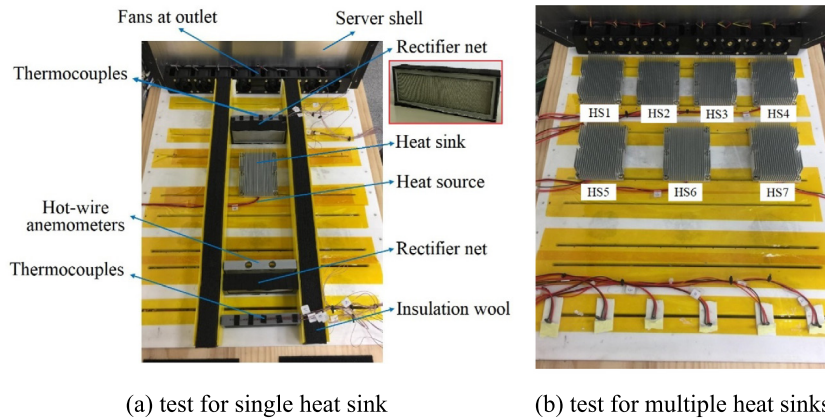 Fans at outlet
Server shell
Rectifier net
Thermocouples
Heat sink
Heat source
Hot-wire
anemometers
Rectifier net
Thermocouples
Insulation wool
(a) test for single heat sink
HS1
HS2
HS3
HS4
HS5
HS6
HS7
(b) test for multiple heat sinks